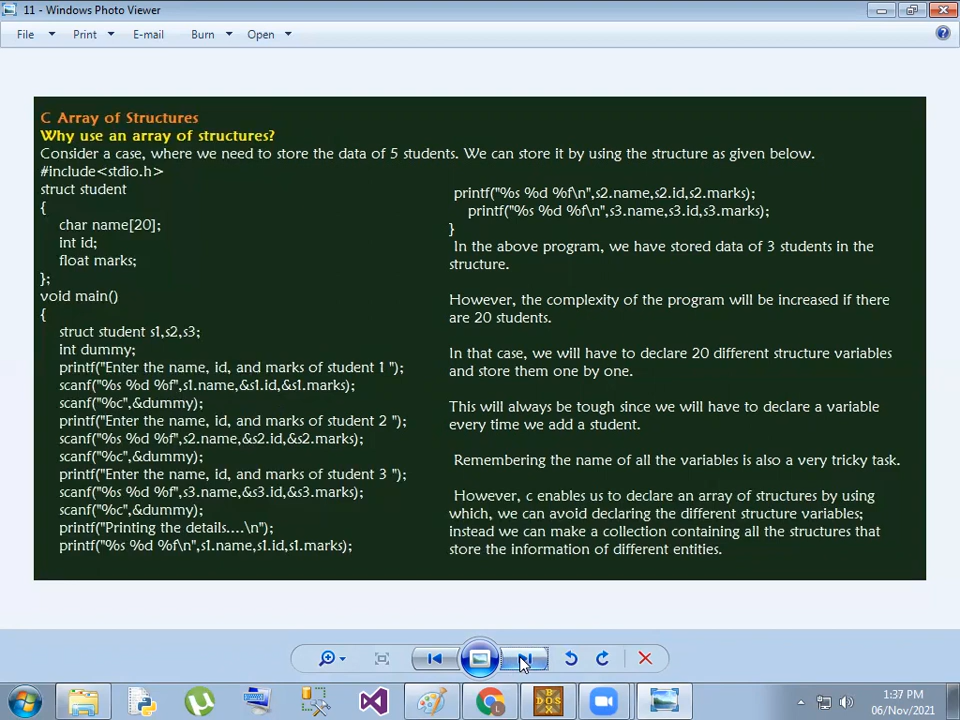 11 - Windows Photo Viewer
File Print E-mail Burn Open
C Array of Structures
Why use an array of structures?
Consider a case, where we need to store the data of 5 students. We can store it by using the structure as given below.
#include<stdio.h>
struct student
{
char name[20];
int id;
float marks;
};
void main()
{
struct student s1,s2,s3;
int dummy;
printf("Enter the name, id, and marks of student 1 ");
scanf("%s %d %f",s1.name,&s1.id,&s1.marks);
scanf("%c",&dummy);
printf("Enter the name, id, and marks of student 2 ");
scanf("%s %d %f",s2.name,&s2.id,&s2.marks);
scanf("%c",&dummy);
printf("Enter the name, id, and marks of student 3 ");
scanf("%s %d %f",s3.name,&s3.id,&s3.marks);
scanf("%c",&dummy);
printf("Printing the details....\n");
printf("%s %d %f\n",s1.name,s1.id,s1.marks);
printf("%s %d %f\n",s2.name,s2.id,s2.marks);
printf("%s %d %f\n",s3.name,s3.id,s3.marks);
}
In the above program, we have stored data of 3 students in the
structure.
However, the complexity of the program will be increased if there
are 20 students.
In that case, we will have to declare 20 different structure variables
and store them one by one.
This will always be tough since we will have to declare a variable
every time we add a student.
Remembering the name of all the variables is also a very tricky task.
However, c enables us to declare an array of structures by using
which, we can avoid declaring the different structure variables;
instead we can make a collection containing all the structures that
store the information of different entities.
B
DOS
X
1:37 PM
06/Nov/2021